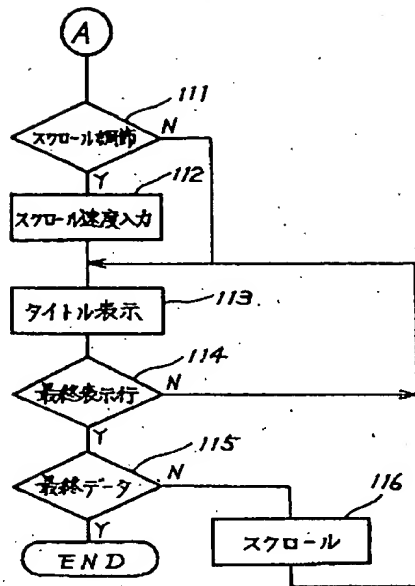 A
111
スクロール調節
N
Y
112
スクロール速度入力
タイトル表示
113
114
最終表示行
N
Y
115
最終データ
N
Y
116
スクロール
END